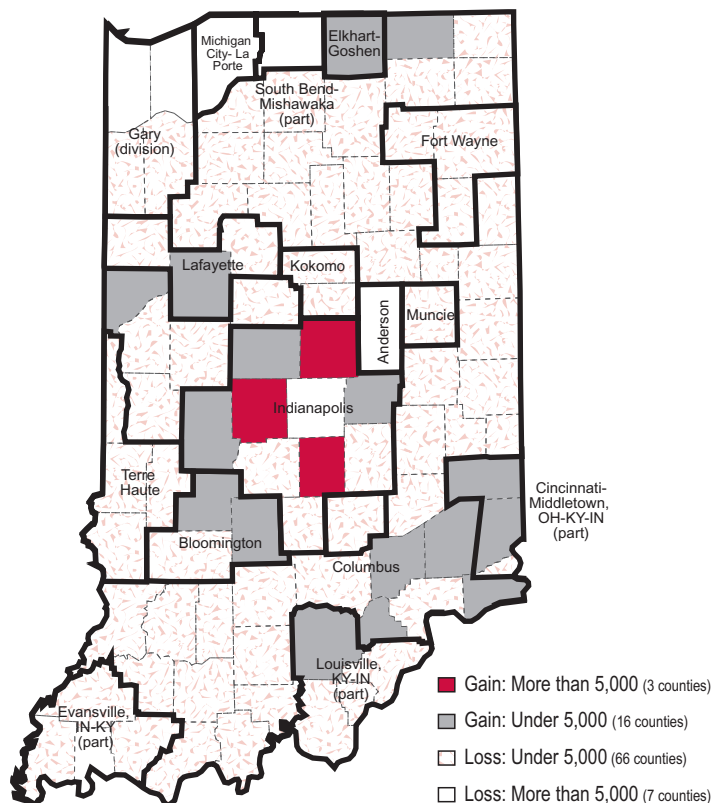 Michigan
City- La
Porte
Elkhart-
Goshen
South Bend-
Mishawaka
(part)
Gary
(division)
Fort Wayne
Lafayette
Kokomo
Anderson
Muncie
Indianapolis
Terre
Haute
Cincinnati-
Middletown,
OH-KY-IN
(part)
Bloomington
Columbus
Louisville,
KY-IN
(part)
Evansville,
IN-KY
(part)
Gain: More than 5,000 (3 counties)
Gain: Under 5,000 (16 counties)
Loss: Under 5,000 (66 counties)
Loss: More than 5,000 (7 counties)